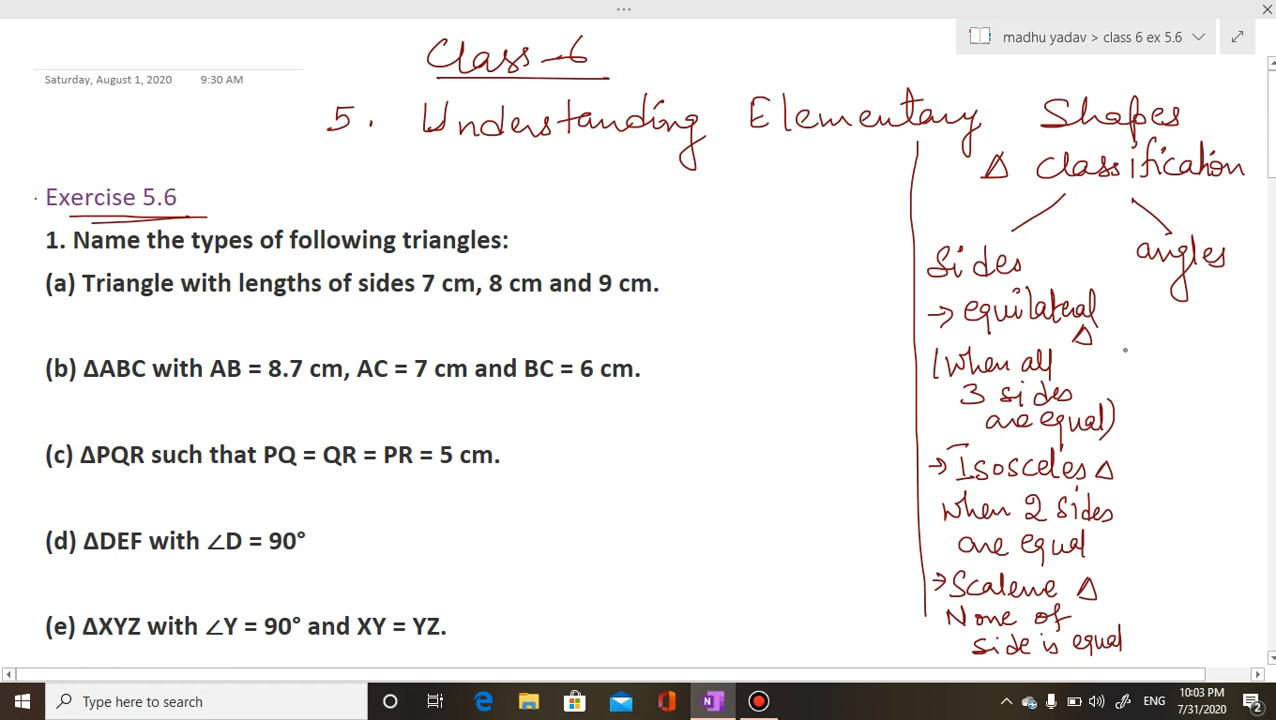 madhu yadav > class 6 ex 5.6
Saturday, August 1, 2020 9:30 AM
Class-6
5. Understanding Elementary Shapes
Exercise 5.6
1. Name the types of following triangles:
(a) Triangle with lengths of sides 7 cm, 8 cm and 9 cm.
(b) ΔABC with AB = 8.7 cm, AC = 7 cm and BC = 6 cm.
(c) ΔPQR such that PQ = QR = PR = 5 cm.
(d) ΔDEF with ∠D = 90°
(e) ΔXYZ with ∠Y = 90° and XY = YZ.
Δ classification
Sides angles
→ equilateral
Δ
(When all
3 sides
are equal)
→ Isosceles Δ
when 2 sides
are equal
→ Scalene Δ
None of
side is equal
Type here to search
ENG
10:03 PM
7/31/2020
2